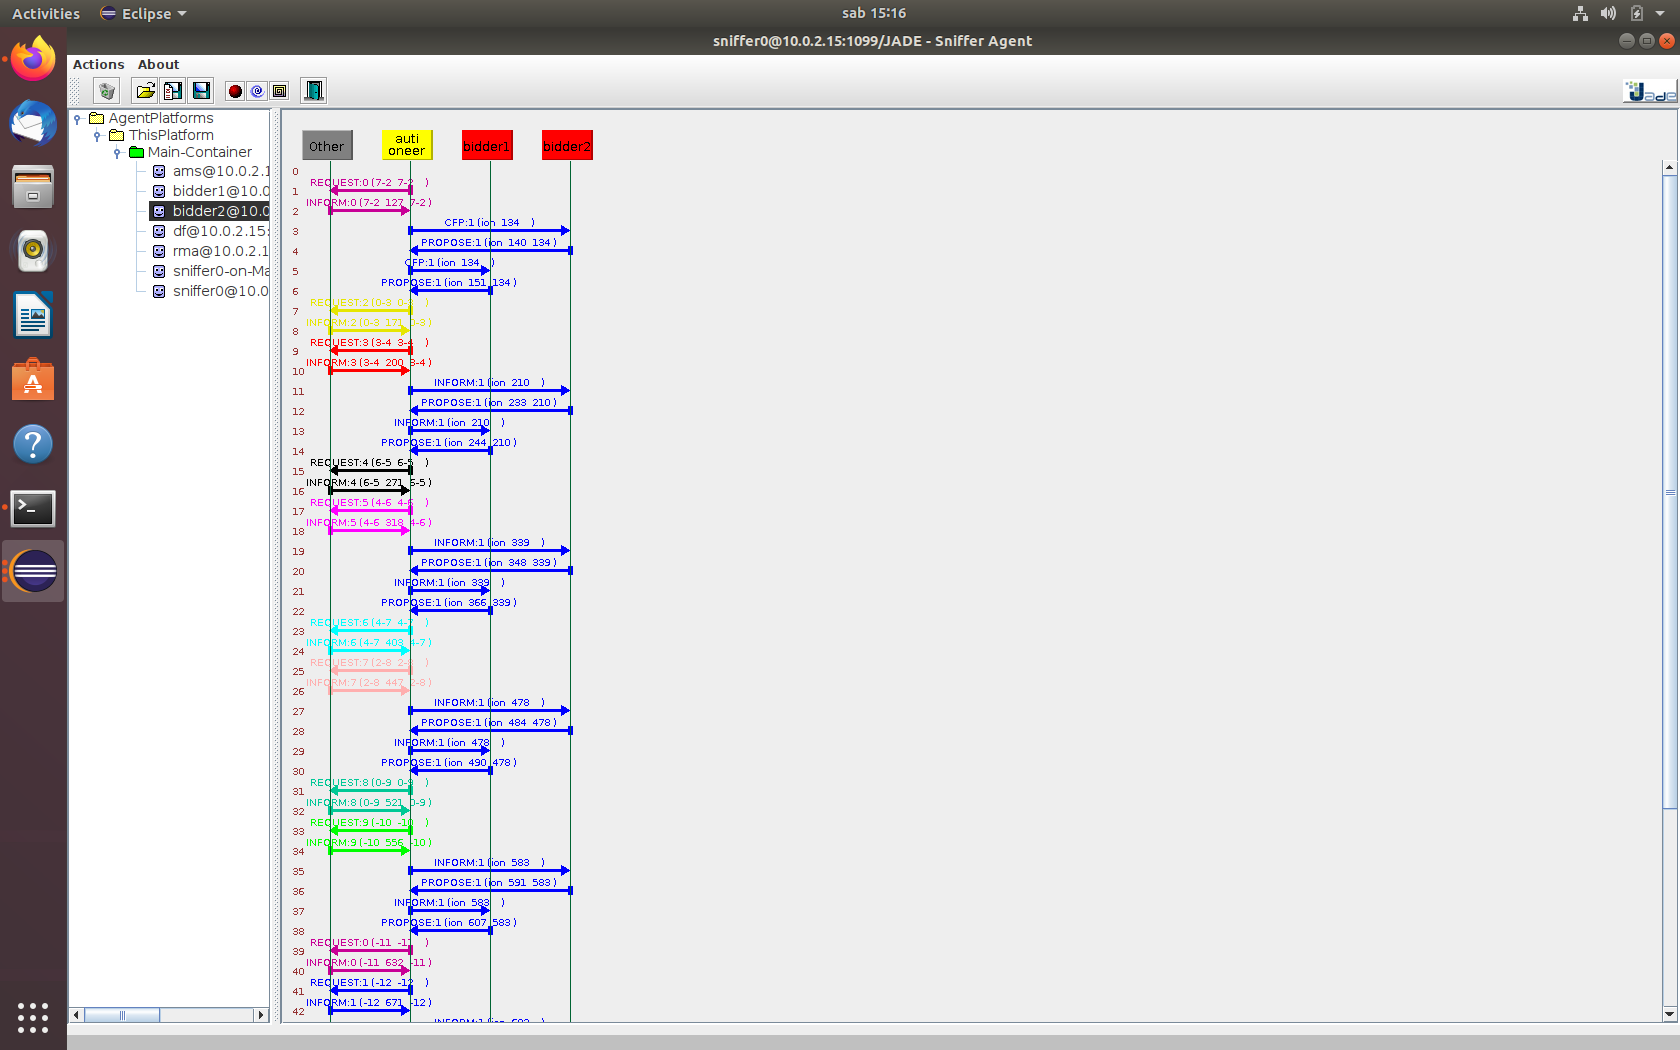 Activities Eclipse sab 15:16
sniffer0@10.0.2.15:1099/JADE - Sniffer Agent
Actions About
Jade
AgentPlatforms
ThisPlatform
Main-Container
ams@10.0.2.1
bidder1@10.0
bidder2@10.0
df@10.0.2.15:
rma@10.0.2.1
sniffer0-on-Ma
sniffer0@10.0
Other
auti
oneer
bidder1
bidder2
0
REQUEST:0 (7-2 7-2 )
1
INFORM:0 (7-2 127 7-2 )
2
CFP:1 (ion 134 )
3
PROPOSE:1 (ion 140 134 )
4
CFP:1 (ion 134 )
5
PROPOSE:1 (ion 151 134 )
6
REQUEST:2 (0-3 0-3 )
7
INFORM:2 (0-3 171 0-3 )
8
REQUEST:3 (3-4 3-4 )
9
INFORM:3 (3-4 200 3-4 )
10
INFORM:1 (ion 210 )
11
PROPOSE:1 (ion 233 210 )
12
INFORM:1 (ion 210 )
13
PROPOSE:1 (ion 244 210 )
14
REQUEST:4 (6-5 6-5 )
15
INFORM:4 (6-5 271 6-5 )
16
REQUEST:5 (4-6 4-6 )
17
INFORM:5 (4-6 318 4-6 )
18
INFORM:1 (ion 339 )
19
PROPOSE:1 (ion 348 339 )
20
INFORM:1 (ion 339 )
21
PROPOSE:1 (ion 366 339 )
22
REQUEST:6 (4-7 4-7 )
23
INFORM:6 (4-7 408 4-7 )
24
REQUEST:7 (2-8 2-8 )
25
INFORM:7 (2-8 447 2-8 )
26
INFORM:1 (ion 478 )
27
PROPOSE:1 (ion 484 478 )
28
INFORM:1 (ion 478 )
29
PROPOSE:1 (ion 490 478 )
30
REQUEST:8 (0-9 0-9 )
31
INFORM:8 (0-9 521 0-9 )
32
REQUEST:9 (-10 -10 )
33
INFORM:9 (-10 556 -10 )
34
INFORM:1 (ion 583 )
35
PROPOSE:1 (ion 591 583 )
36
INFORM:1 (ion 583 )
37
PROPOSE:1 (ion 607 583 )
38
REQUEST:0 (-11 -11 )
39
INFORM:0 (-11 632 -11 )
40
REQUEST:1 (-12 -12 )
41
INFORM:1 (-12 671 -12 )
42